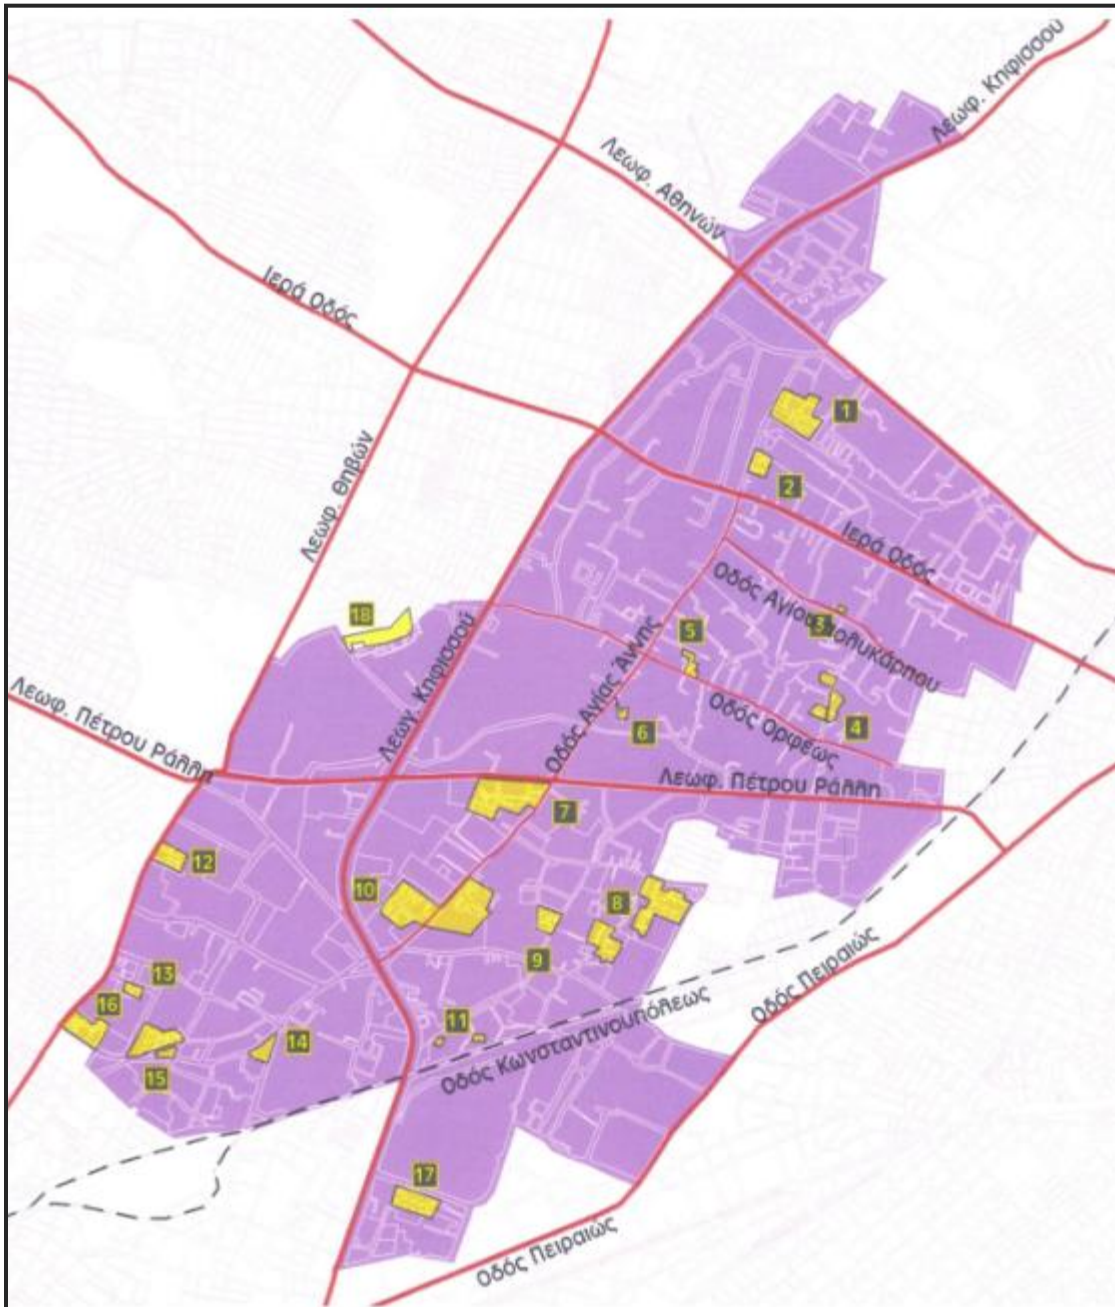 Λεωφ. Κηφισσού
Λεωφ. Αθηνών
Ιερά Οδός
1
2
Λεωφ. Θηβών
Ιερά Οδός
Οδός Αγίου Πολυκάρπου
3
18
5
Λεωφ. Κηφισσού
Οδός Αγίας Άννης
4
6
Οδός Ορφέως
Λεωφ. Πέτρου Ράλλη
Λεωφ. Πέτρου Ράλλη
7
12
10
8
9
Οδός Πειραιώς
13
16
11
14
Οδός Κωνσταντινουπόλεως
15
17
Οδός Πειραιώς